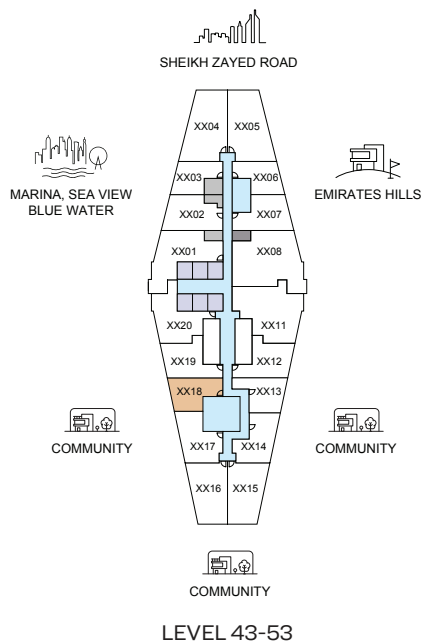 SHEIKH ZAYED ROAD
XX04 XX05
XX03 XX06
MARINA, SEA VIEW
BLUE WATER
EMIRATES HILLS
XX02 XX07
XX01 XX08
XX20 XX11
XX19 XX12
XX18 XX13
COMMUNITY
COMMUNITY
XX17 XX14
XX16 XX15
COMMUNITY
LEVEL 43-53